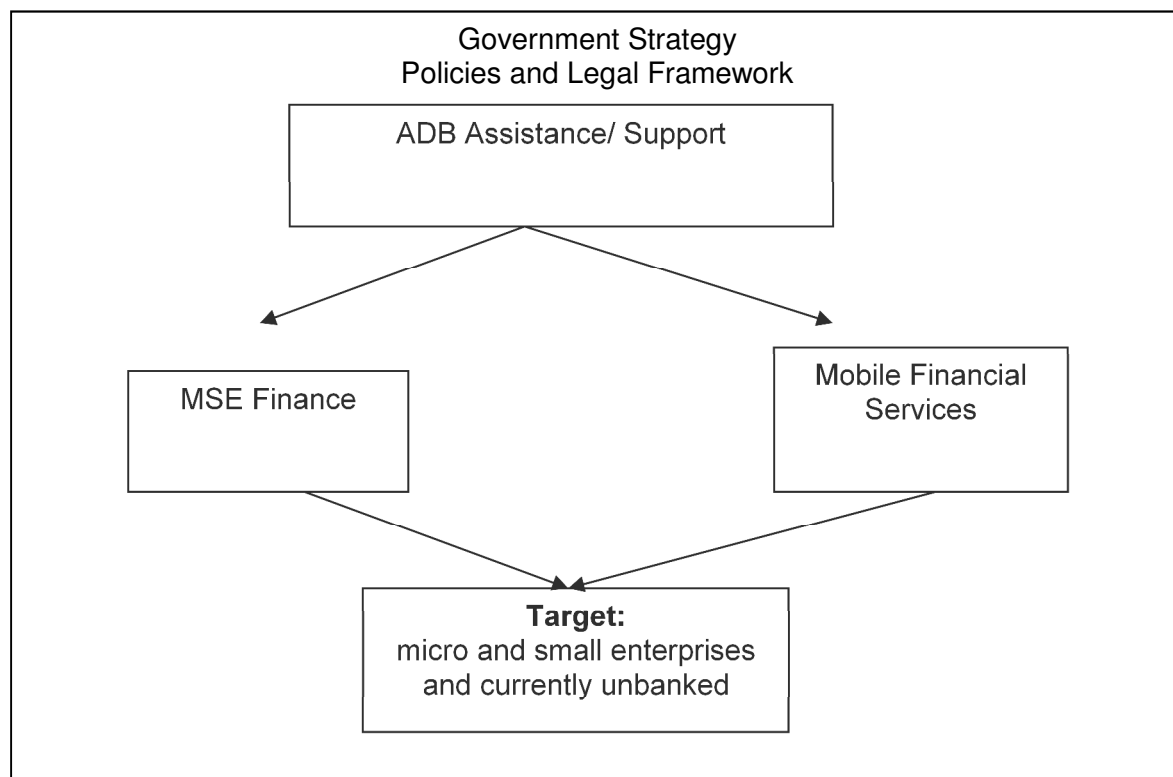 Government Strategy
Policies and Legal Framework
ADB Assistance/ Support
MSE Finance
Mobile Financial
Services
Target:
micro and small enterprises
and currently unbanked